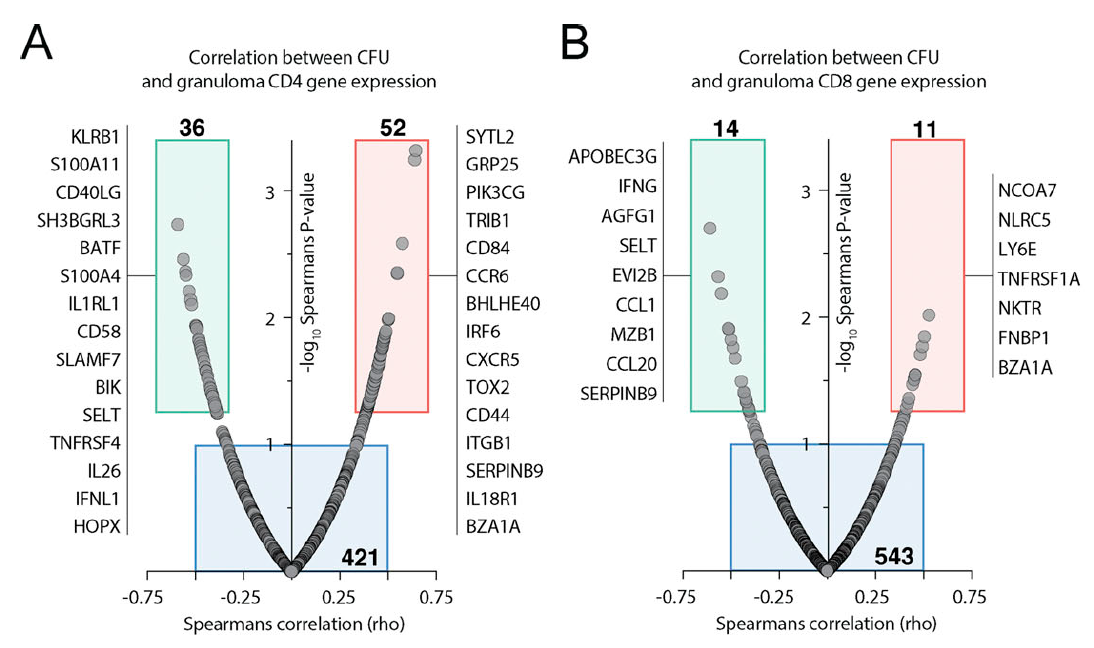 A
Correlation between CFU
and granuloma CD4 gene expression
36
52
KLRB1
S100A11
CD40LG
SH3BGRL3
BATF
S100A4
IL1RL1
CD58
SLAMF7
BIK
SELT
TNFRSF4
IL26
IFNL1
HOPX
3
2
1
-log10 Spearmans P-value
SYTL2
GRP25
PIK3CG
TRIB1
CD84
CCR6
BHLHE40
IRF6
CXCR5
TOX2
CD44
ITGB1
SERPINB9
IL18R1
BZA1A
421
-0.75 -0.25 0.25 0.75
Spearmans correlation (rho)
B
Correlation between CFU
and granuloma CD8 gene expression
14
11
APOBEC3G
IFNG
AGFG1
SELT
EVI2B
CCL1
MZB1
CCL20
SERPINB9
3
2
1
-log10 Spearmans P-value
NCOA7
NLRC5
LY6E
TNFRSF1A
NKTR
FNBP1
BZA1A
543
-0.75 -0.25 0.25 0.75
Spearmans correlation (rho)